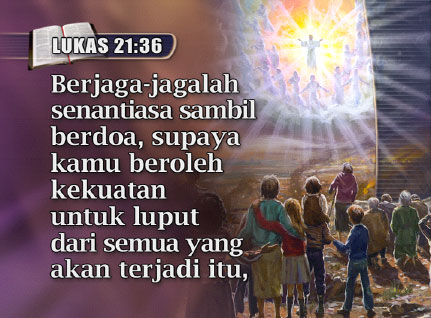 LUKAS 21:36
Berjaga-jagalah
senantiasa sambil
berdoa, supaya
kamu beroleh
kekuatan
untuk luput
dari semua yang
akan terjadi itu,